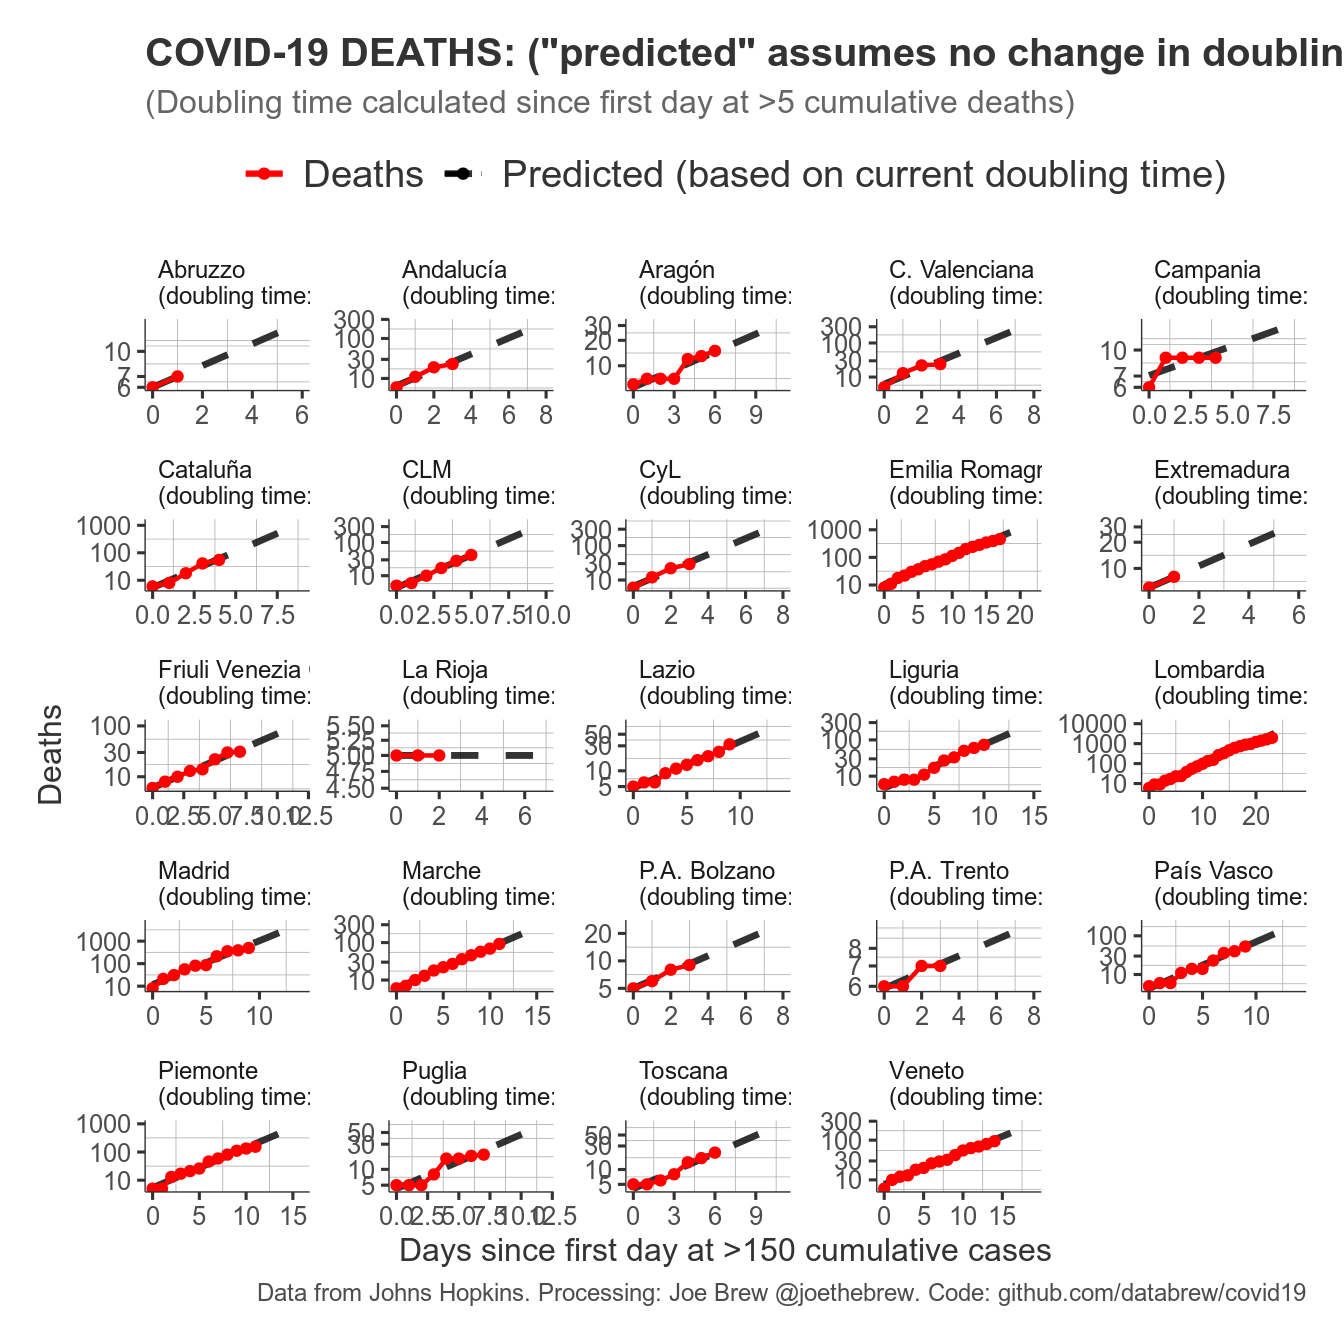 COVID-19 DEATHS: ("predicted" assumes no change in doublin
(Doubling time calculated since first day at >5 cumulative deaths)
Deaths Predicted (based on current doubling time)
Abruzzo
(doubling time:
10
7
6
0 2 4 6
Andalucía
(doubling time:
300
100
30
10
0 2 4 6 8
Aragón
(doubling time:
30
20
10
0 3 6 9
C. Valenciana
(doubling time:
300
100
30
10
0 2 4 6 8
Campania
(doubling time:
10
7
6
0.0 2.5 5.0 7.5
Cataluña
(doubling time:
1000
100
10
0.0 2.5 5.0 7.5
CLM
(doubling time:
300
100
30
10
0.0 2.5 5.0 7.5 10.0
CyL
(doubling time:
300
100
30
10
0 2 4 6 8
Emilia Romagr
(doubling time:
1000
100
10
0 5 10 15 20
Extremadura
(doubling time:
30
20
10
0 2 4 6
Friuli Venezia
(doubling time:
100
30
10
0.0 2.5 5.0 7.5 10.0 12.5
La Rioja
(doubling time:
5.50
5.25
5.00
4.75
4.50
0 2 4 6
Lazio
(doubling time:
50
30
10
5
0 5 10
Liguria
(doubling time:
300
100
30
10
0 5 10 15
Lombardia
(doubling time:
10000
1000
100
10
10 20
Madrid
(doubling time:
1000
100
10
0 5 10
Marche
(doubling time:
300
100
30
10
0 5 10 15
P.A. Bolzano
(doubling time:
20
10
5
0 2 4 6 8
P.A. Trento
(doubling time:
8
7
6
0 2 4 6 8
País Vasco
(doubling time:
100
30
10
0 5 10
Piemonte
(doubling time:
1000
100
10
0 5 10 15
Puglia
(doubling time:
50
30
10
5
0.0 2.5 5.0 7.5 10.0 12.5
Toscana
(doubling time:
50
30
10
5
0 3 6 9
Veneto
(doubling time:
300
100
30
10
0 5 10 15
Deaths
Days since first day at >150 cumulative cases
Data from Johns Hopkins. Processing: Joe Brew @joethebrew. Code: github.com/databrew/covid19